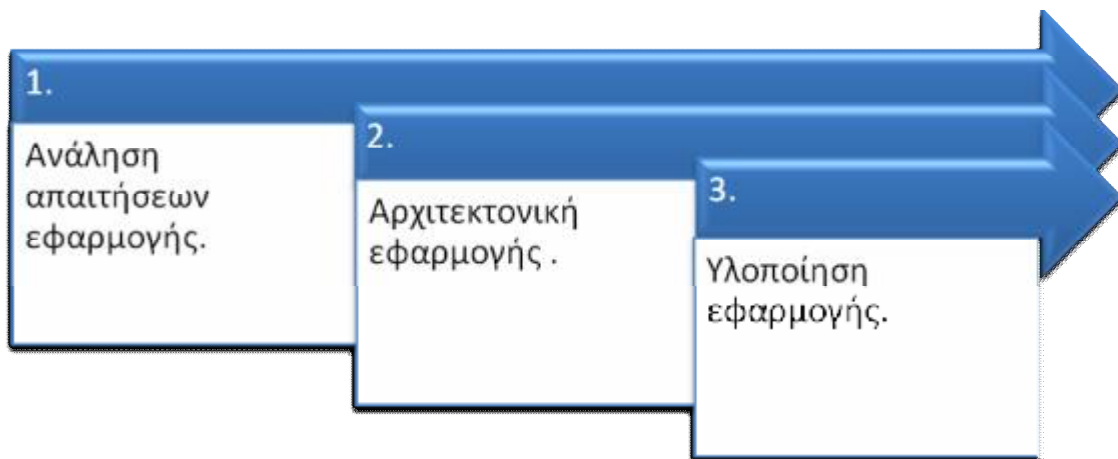 1.
Ανάληση
απαιτήσεων
εφαρμογής.
2.
Αρχιτεκτονική
εφαρμογής .
3.
Υλοποίηση
εφαρμογής.